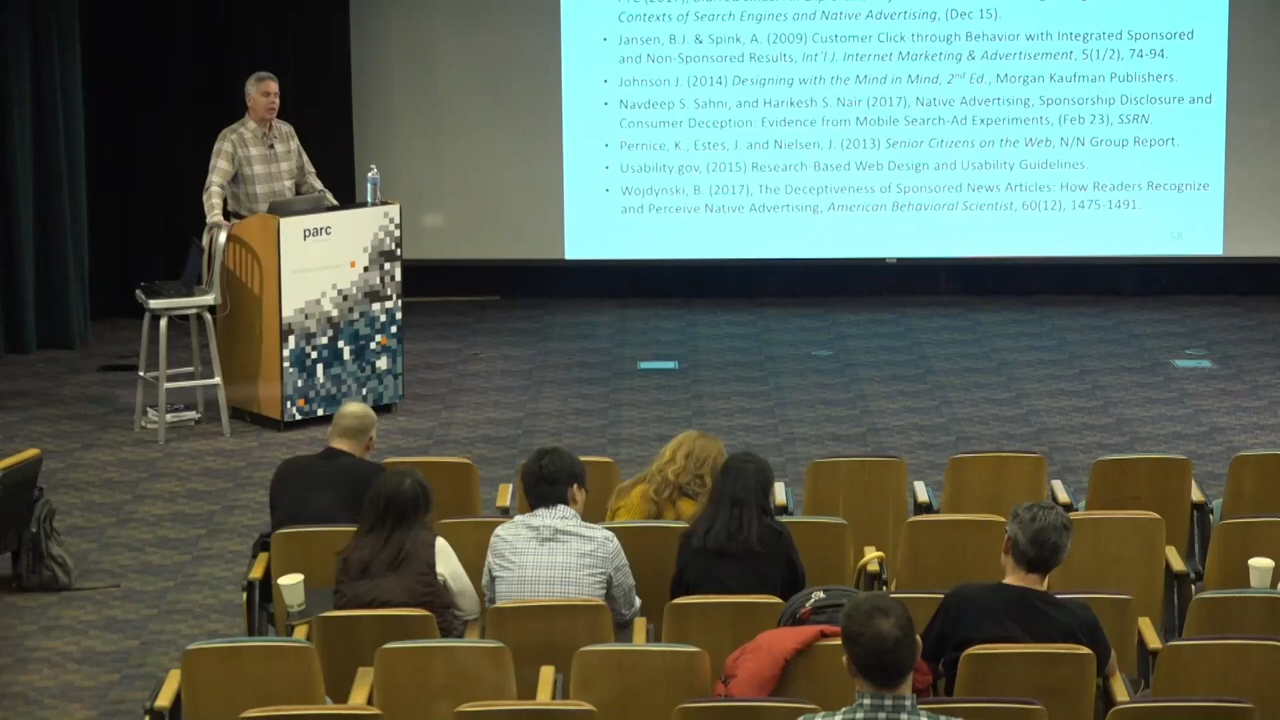 Contexts of Search Engines and Native Advertising, (Dec 15).
• Jansen, B.J. & Spink, A. (2009) Customer Click through Behavior with Integrated Sponsored
and Non-Sponsored Results, Int'l J. Internet Marketing & Advertisement, 5(1/2), 74-94.
• Johnson J. (2014) Designing with the Mind in Mind, 2nd Ed., Morgan Kaufman Publishers.
• Navdeep S. Sahni, and Harikesh S. Nair (2017), Native Advertising, Sponsorship Disclosure and
Consumer Deception: Evidence from Mobile Search-Ad Experiments, (Feb 23), SSRN.
• Pernice, K., Estes, J. and Nielsen, J. (2013) Senior Citizens on the Web, N/N Group Report.
• Usability.gov, (2015) Research-Based Web Design and Usability Guidelines.
• Wojdynski, B. (2017), The Deceptiveness of Sponsored News Articles: How Readers Recognize
and Perceive Native Advertising, American Behavioral Scientist, 60(12), 1475-1491.
58
parc